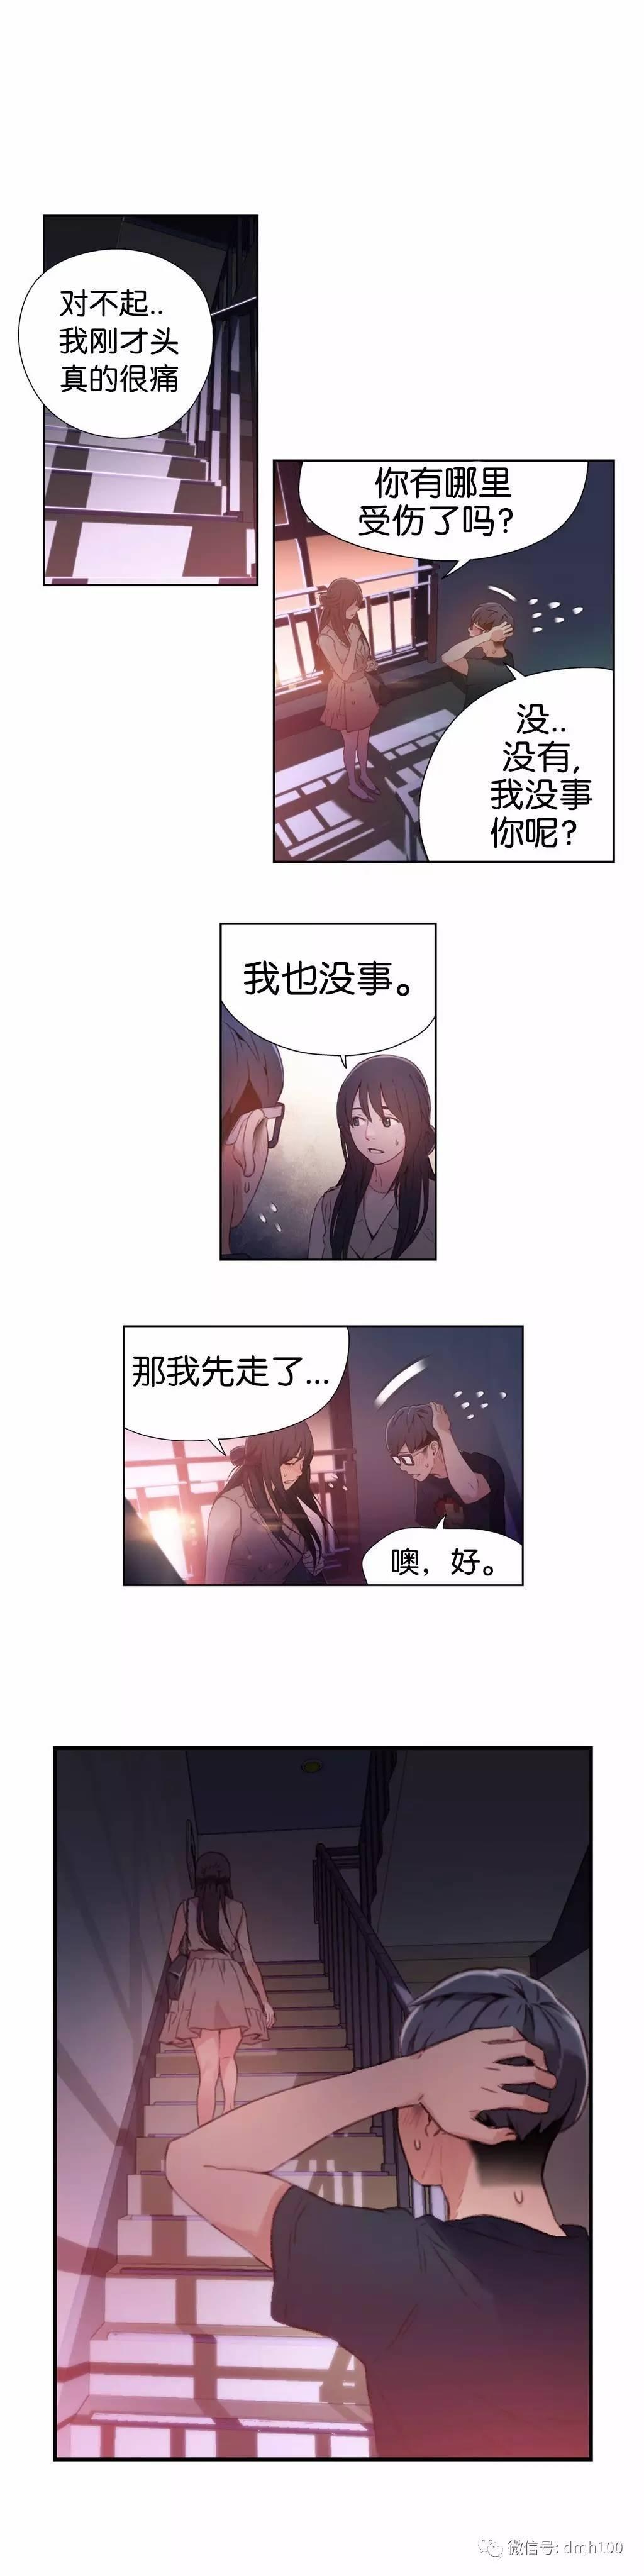 对不起..
我刚才头
真的很痛
你有哪里
受伤了吗?
没..
没有,
我没事
你呢?
我也没事。
那我先走了...
噢，好。
微信号: dmh100